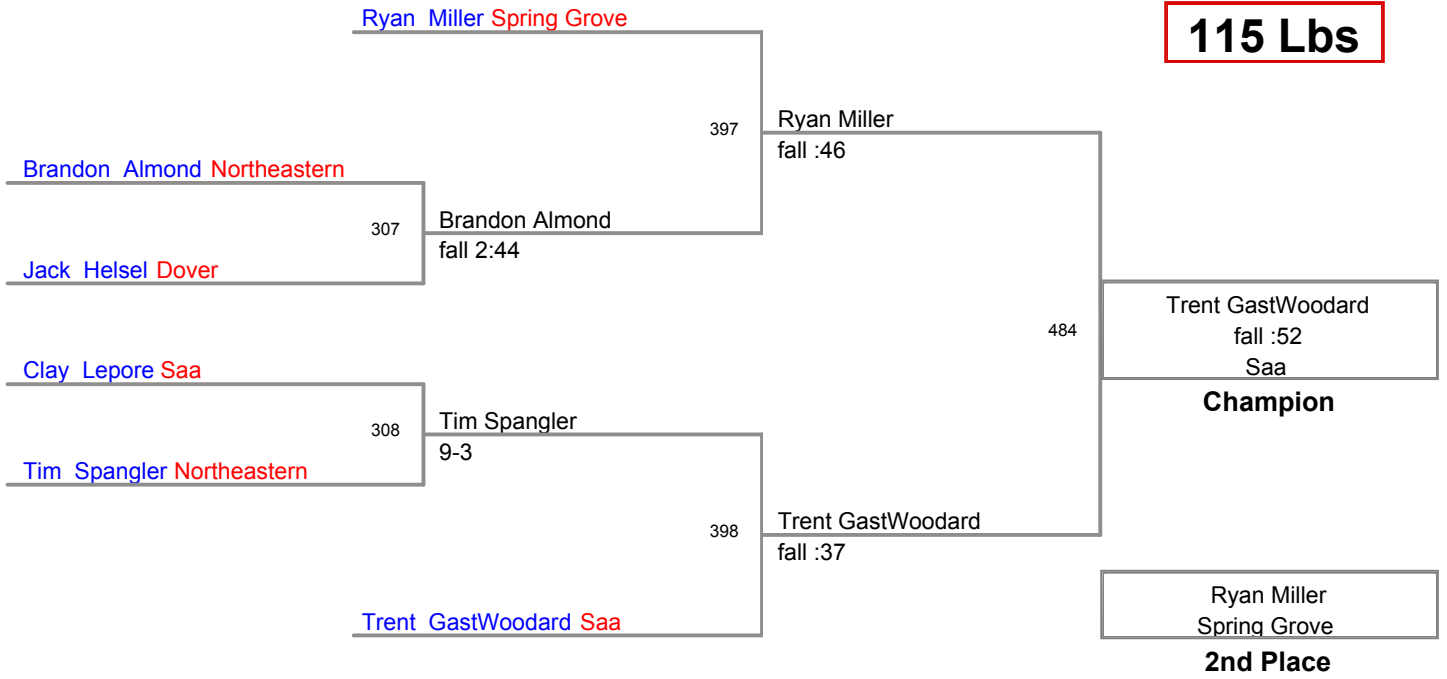 Ryan Miller Spring Grove
115 Lbs
397
Ryan Miller
fall :46
Brandon Almond Northeastern
307
Brandon Almond
fall 2:44
Jack Helsel Dover
484
Trent GastWoodard
fall :52
Saa
Champion
Clay Lepore Saa
308
Tim Spangler
9-3
Tim Spangler Northeastern
398
Trent GastWoodard
fall :37
Trent GastWoodard Saa
Ryan Miller
Spring Grove
2nd Place